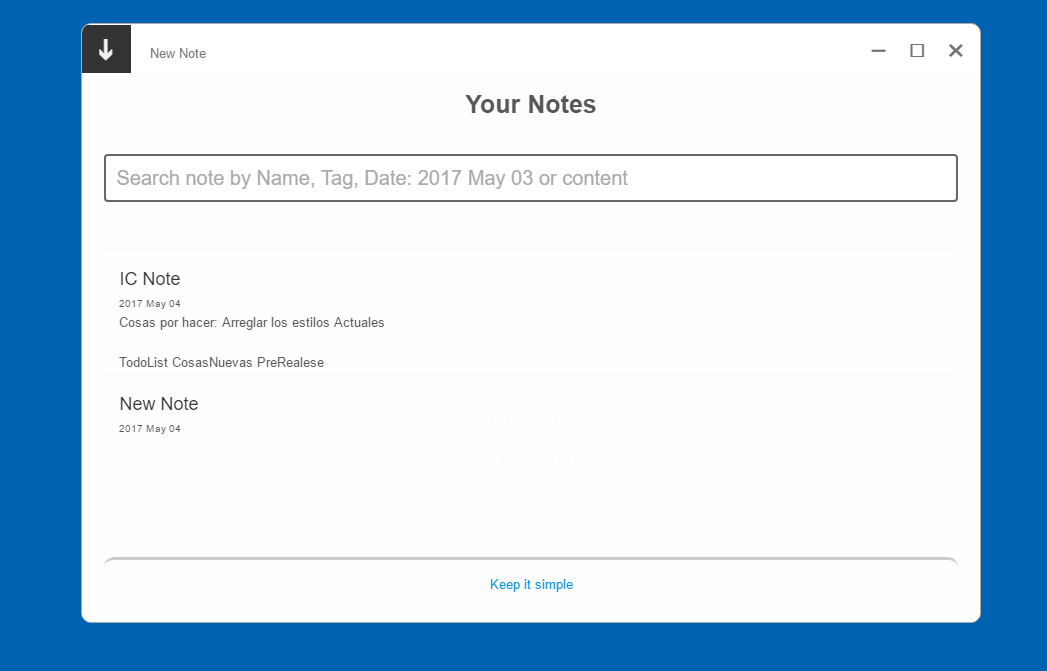 New Note
Your Notes
Search note by Name, Tag, Date: 2017 May 03 or content
IC Note
2017 May 04
Cosas por hacer: Arreglar los estilos Actuales
TodoList CosasNuevas PreRealese
New Note
2017 May 04
Keep it simple